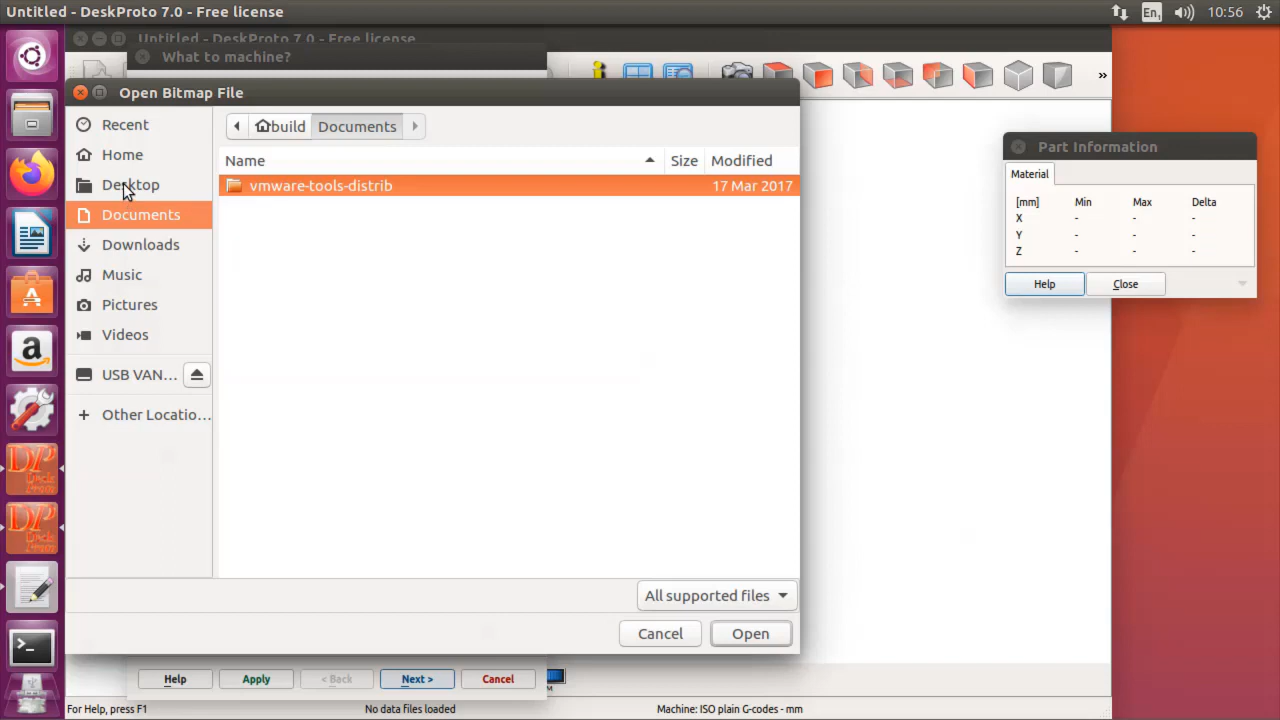 Untitled - DeskProto 7.0 - Free license
En₁
10:56
Untitled - DeskProto 7.0 - Free license
What to machine?
»
Open Bitmap File
Recent
Home
Desktop
Documents
Downloads
Music
Pictures
Videos
USB VAN...
Other Locatio...
build
Documents
Name
Size
Modified
vmware-tools-distrib
17 Mar 2017
All supported files
Cancel
Open
Part Information
Material
[mm] Min Max Delta
X - - -
Y - - -
Z - - -
Help
Close
Help
Apply
< Back
Next >
Cancel
For Help, press F1
No data files loaded
Machine: ISO plain G-codes - mm